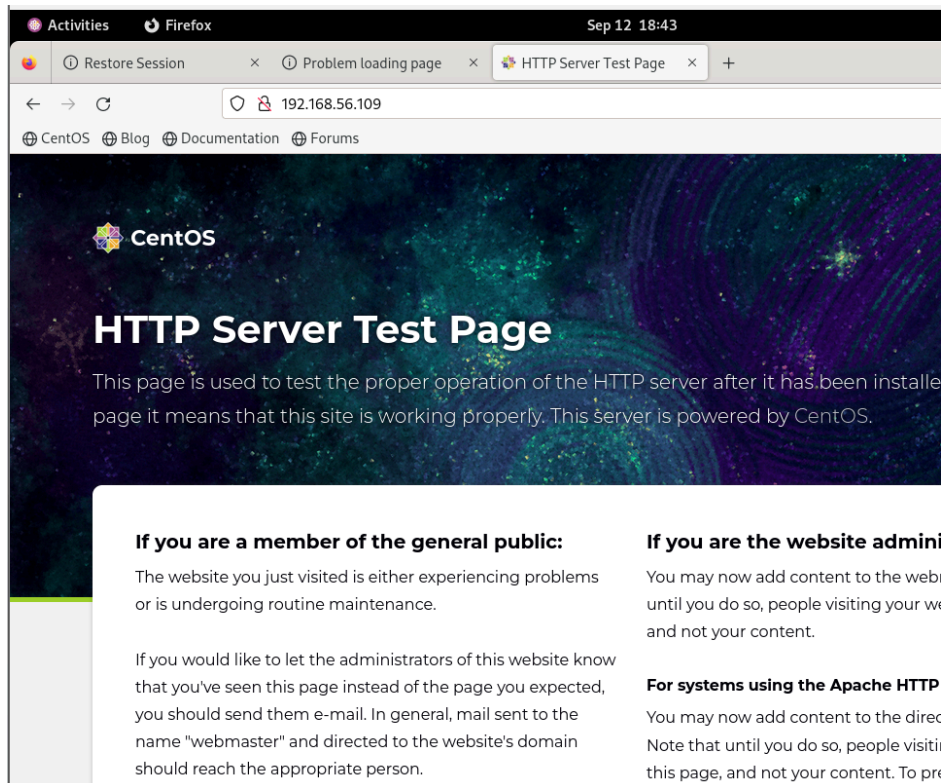 Activities Firefox Sep 12 18:43
Restore Session × Problem loading page × HTTP Server Test Page × +
192.168.56.109
CentOS Blog Documentation Forums
CentOS
HTTP Server Test Page
This page is used to test the proper operation of the HTTP server after it has been installe
page it means that this site is working properly. This server is powered by CentOS.
If you are a member of the general public:
The website you just visited is either experiencing problems
or is undergoing routine maintenance.
If you would like to let the administrators of this website know
that you've seen this page instead of the page you expected,
you should send them e-mail. In general, mail sent to the
name "webmaster" and directed to the website's domain
should reach the appropriate person.
If you are the website admini
You may now add content to the web
until you do so, people visiting your we
and not your content.
For systems using the Apache HTTP
You may now add content to the direc
Note that until you do so, people visiti
this page, and not your content. To pre